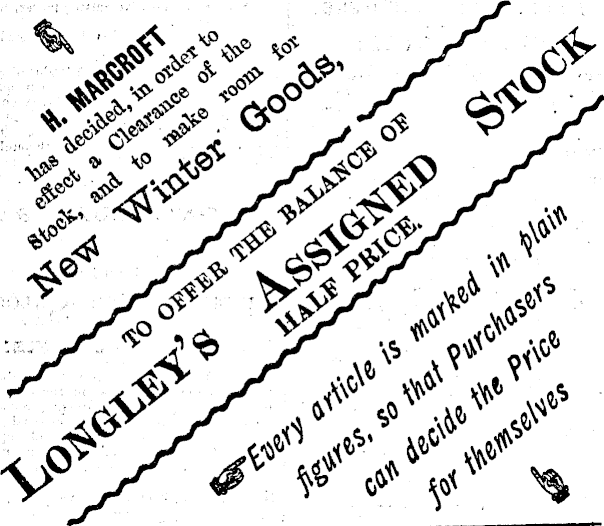 H. MARCROFT
has decided, in order to
effect a Clearance of the
Stock, and to make room for
New Winter Goods,
TO OFFER THE BALANCE OF
LONGLEY'S ASSIGNED STOCK
HALF PRICE.
Every article is marked in plain
figures, so that Purchasers
can decide the Price
for themselves